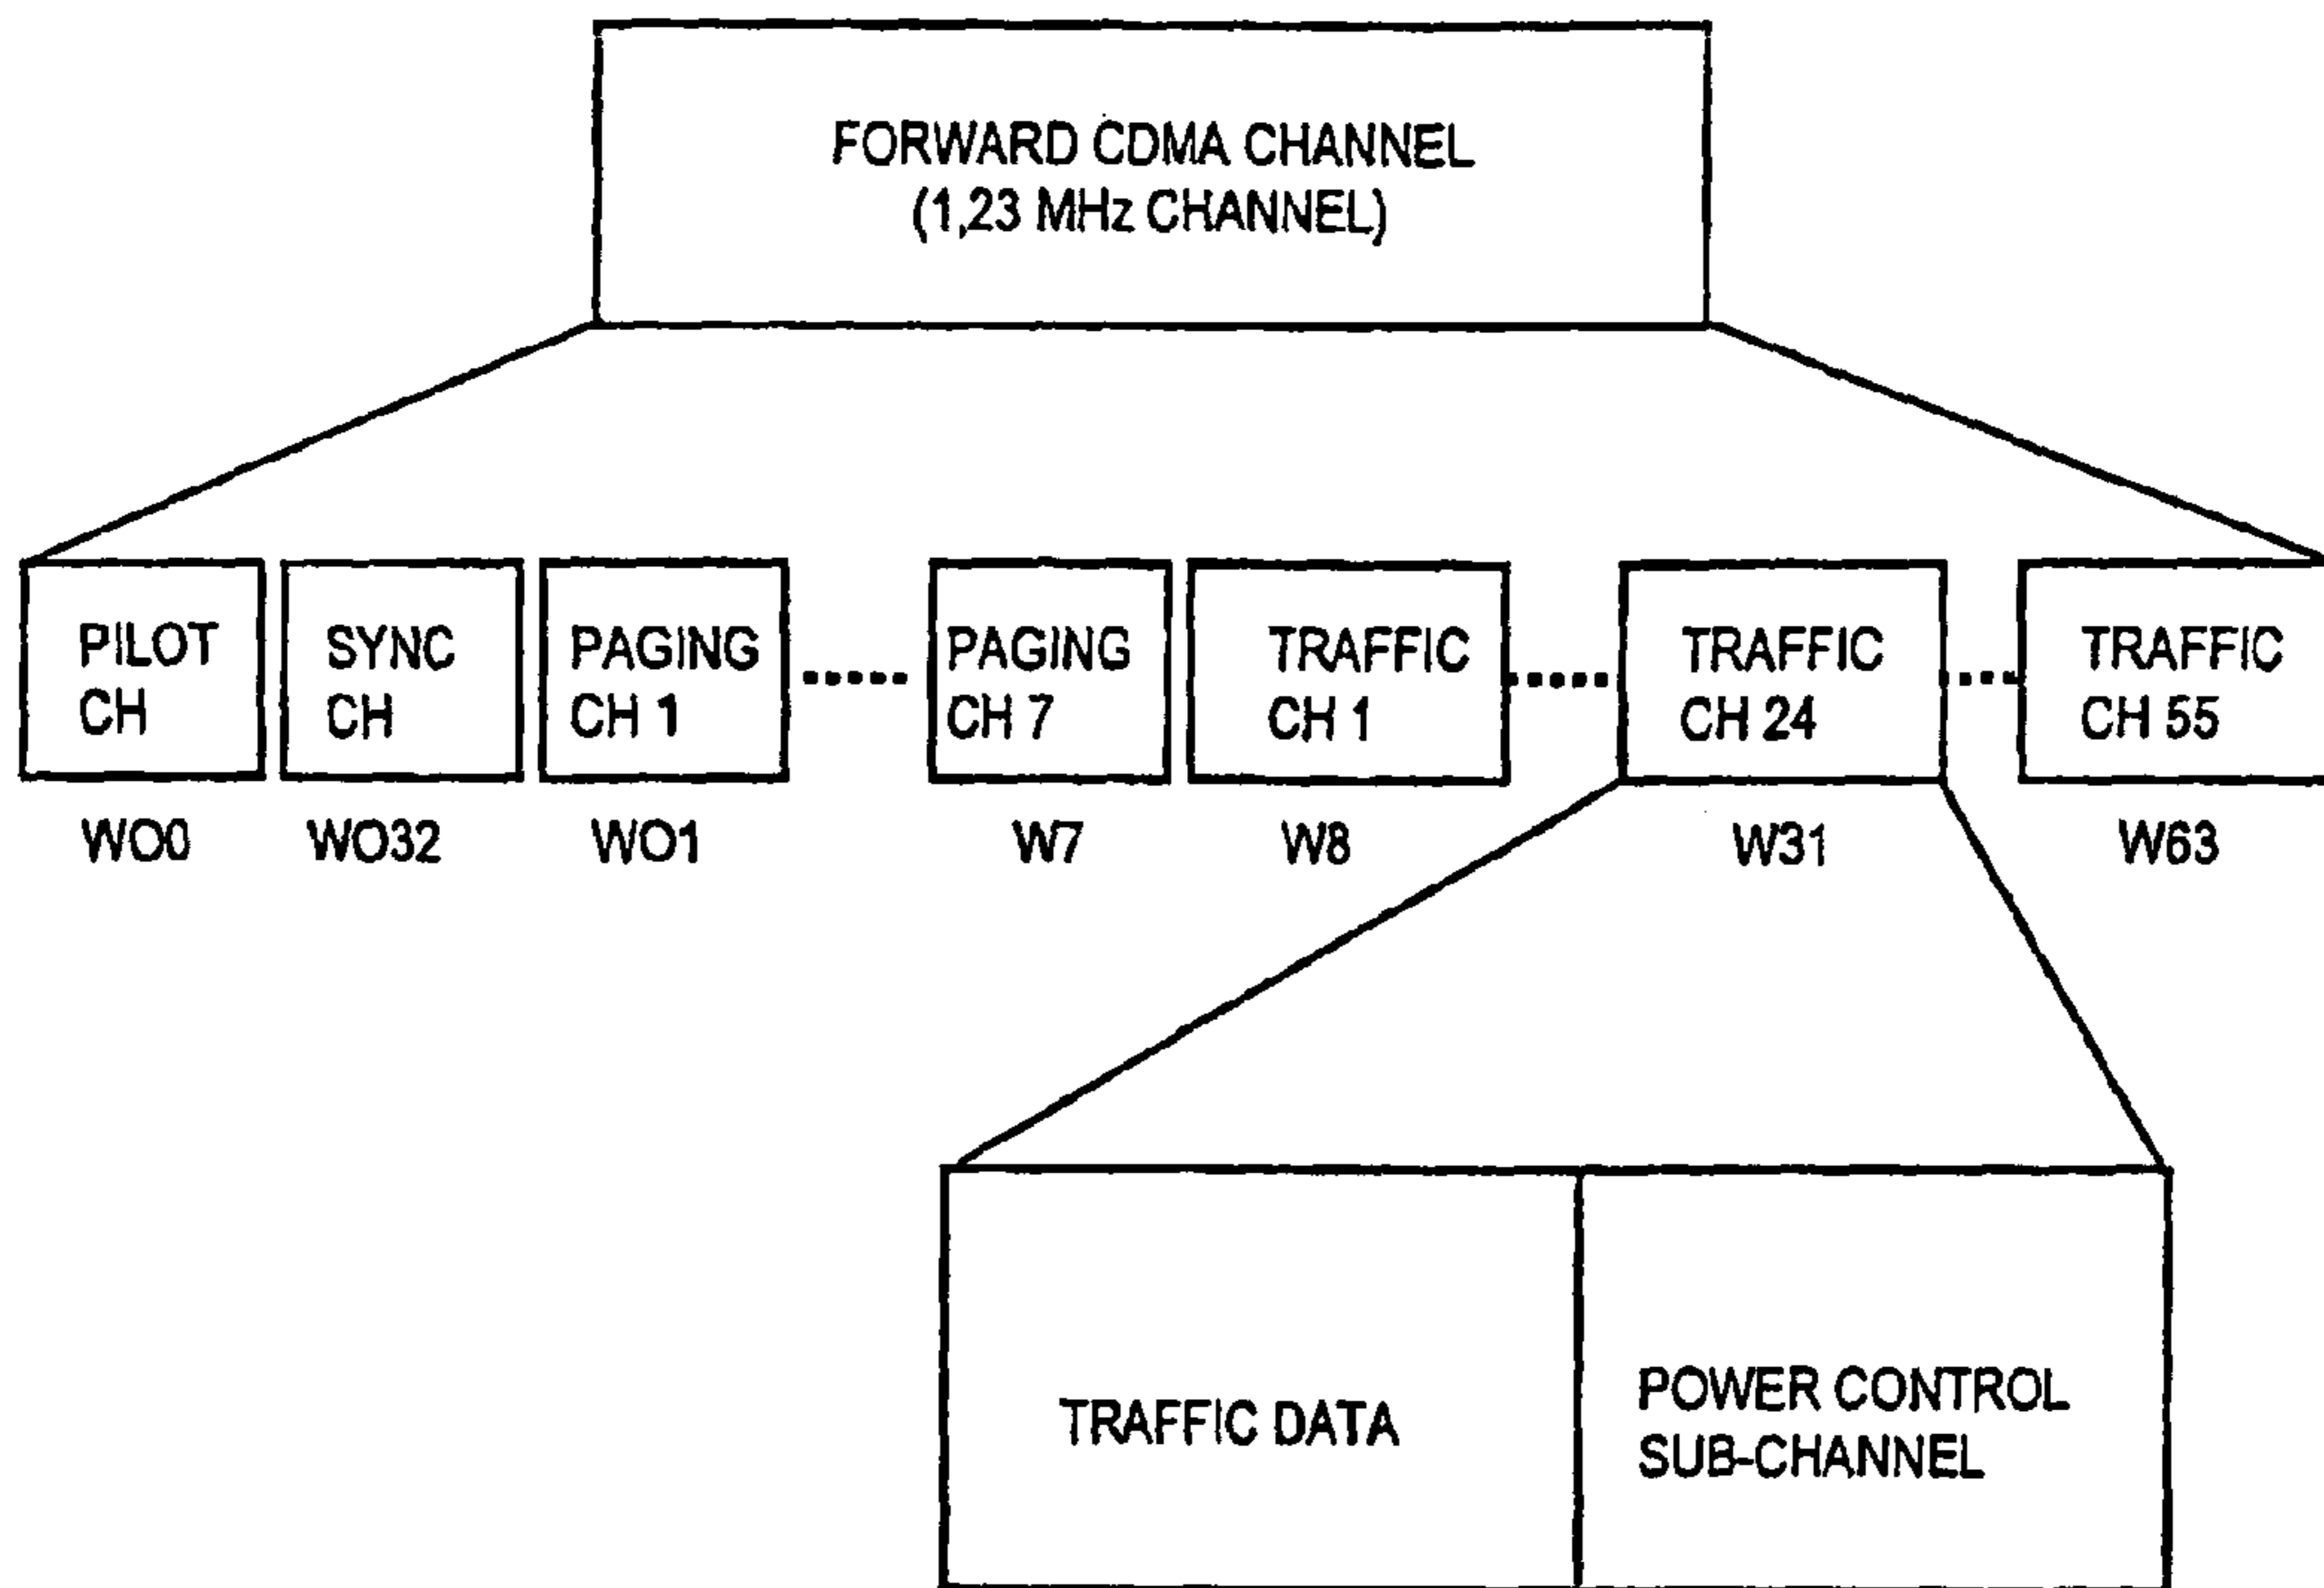 FORWARD CDMA CHANNEL
(1,23 MHz CHANNEL)
PILOT
CH
SYNC
CH
PAGING
CH 1
PAGING
CH 7
TRAFFIC
CH 1
TRAFFIC
CH 24
TRAFFIC
CH 55
WO0
WO32
WO1
W7
W8
W31
W63
TRAFFIC DATA
POWER CONTROL
SUB-CHANNEL